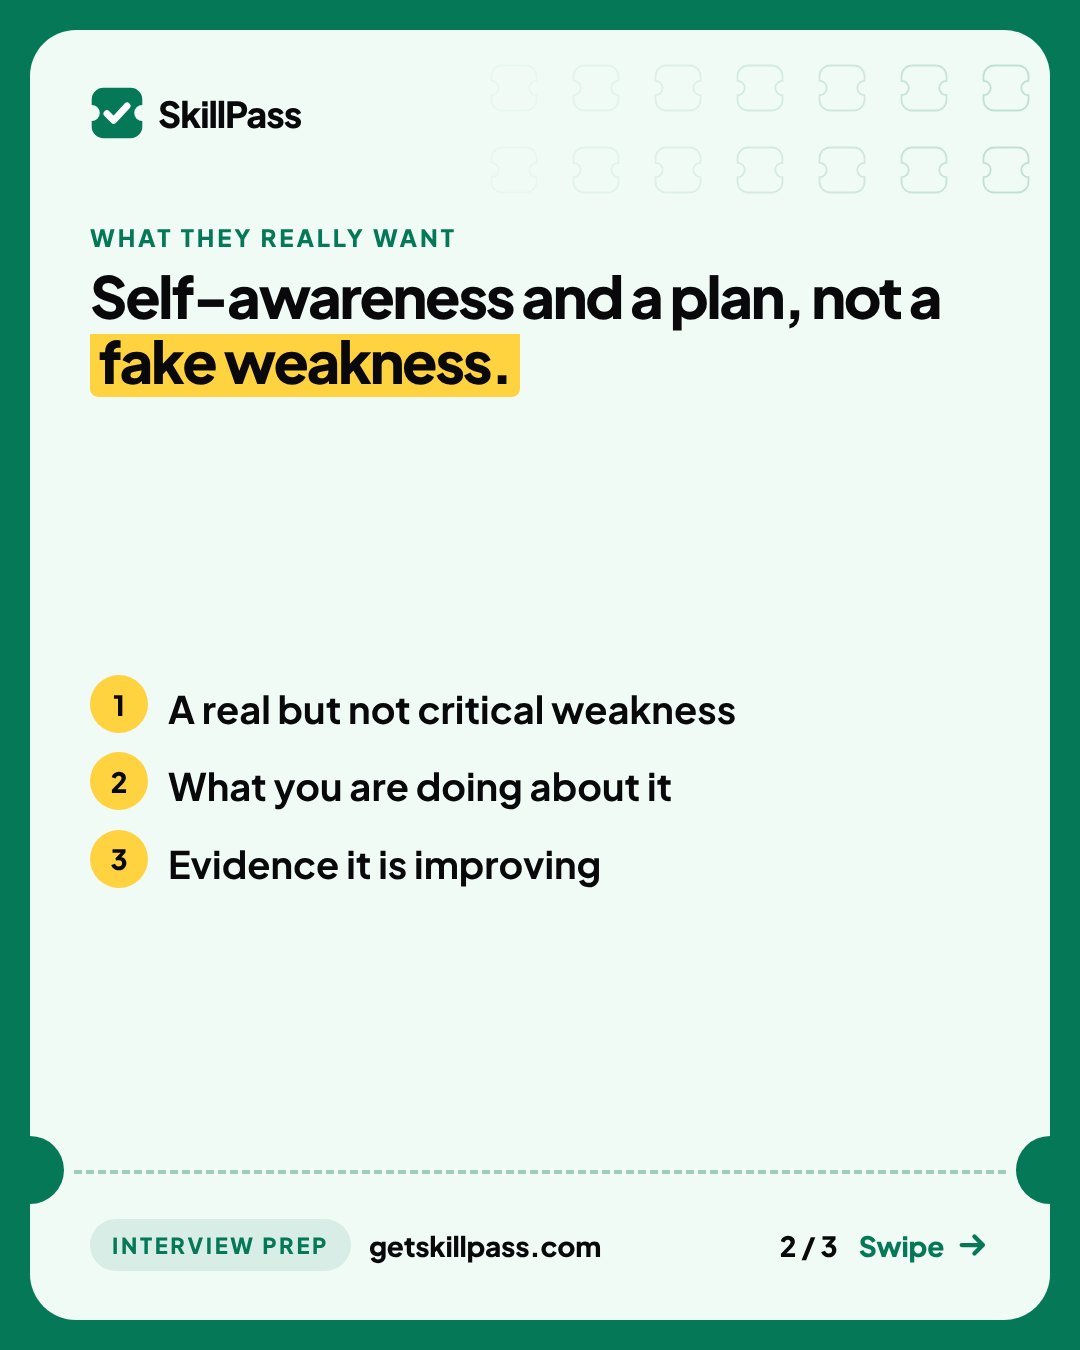 SkillPass
WHAT THEY REALLY WANT
Self-awareness and a plan, not a
fake weakness.
1 A real but not critical weakness
2 What you are doing about it
3 Evidence it is improving
INTERVIEW PREP getskillpass.com 2 / 3 Swipe →